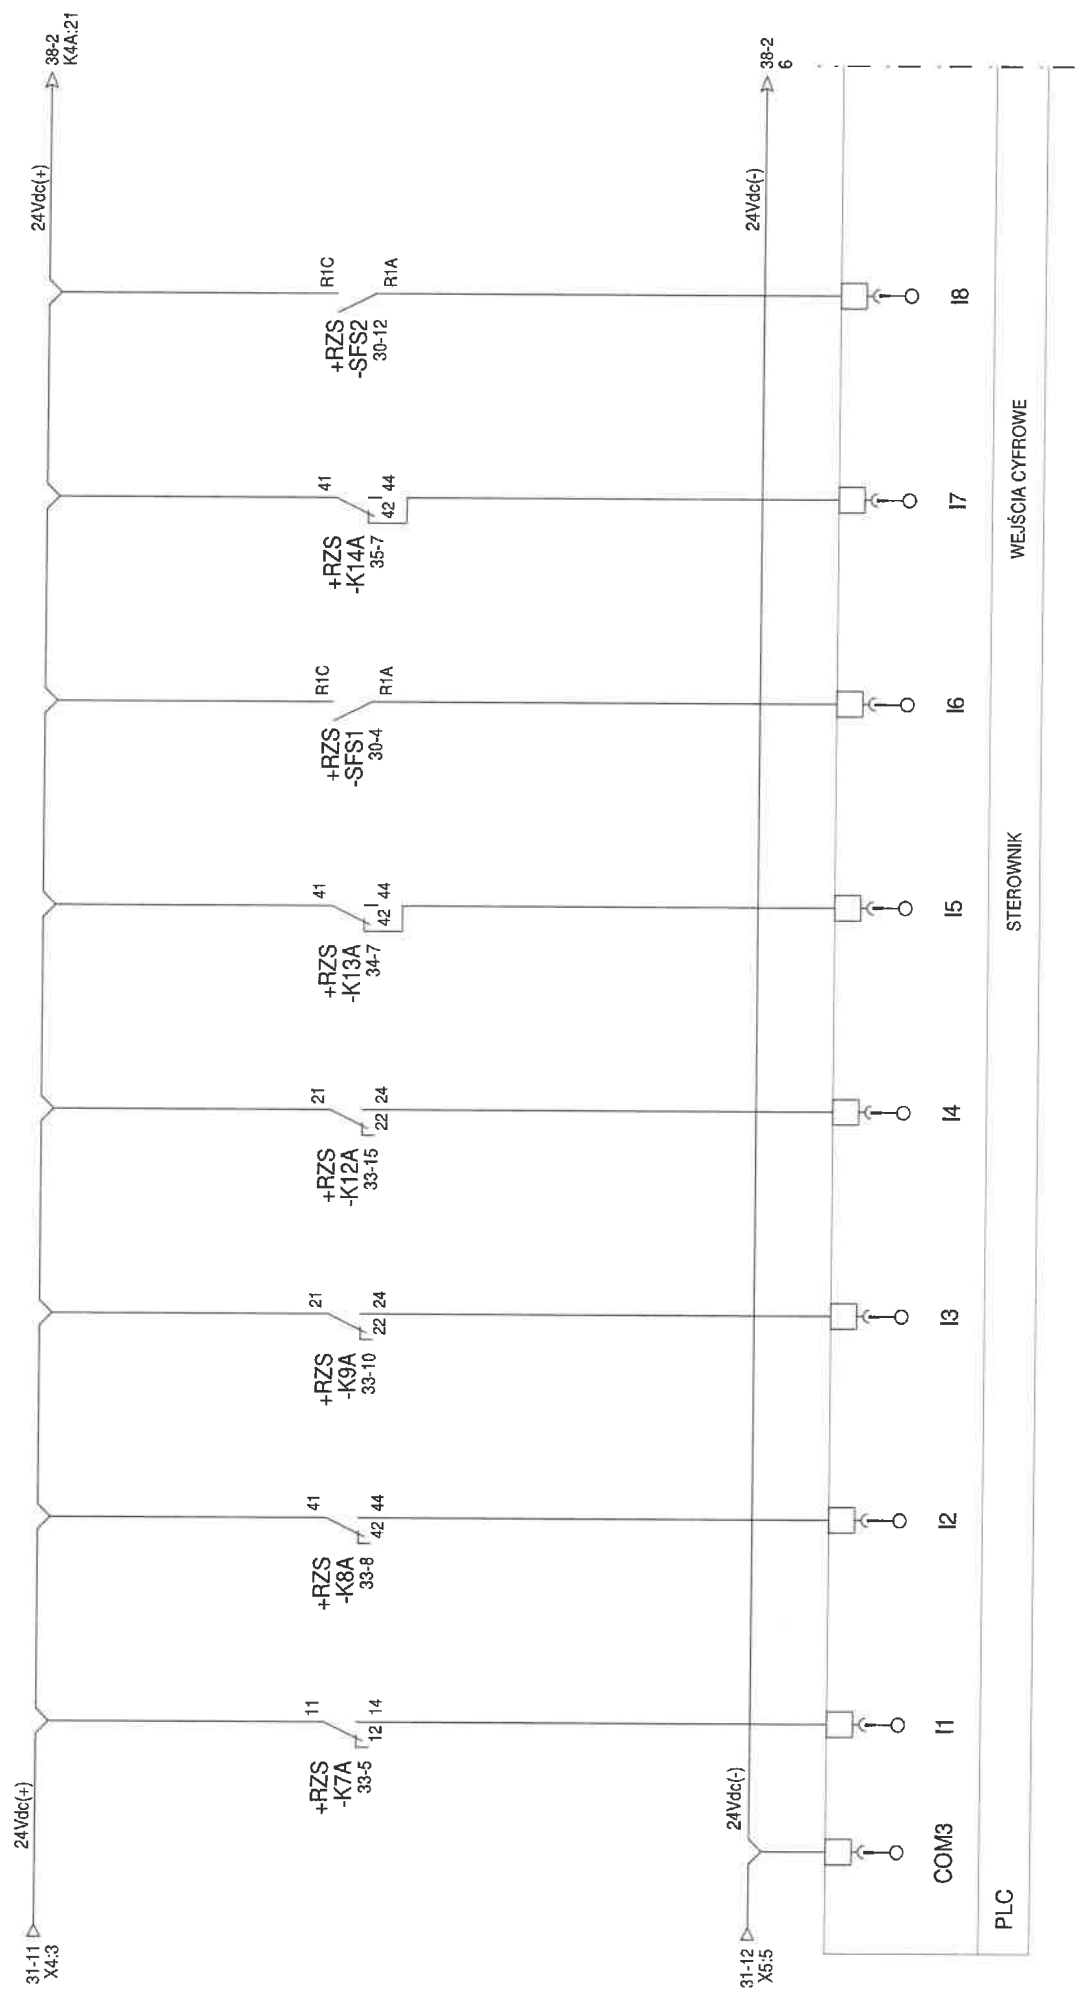 31-11
X4:3
24Vdc(+)
24Vdc(+)
38-2
K4A:21
+RZS
-K7A
33-5
11
12
14
+RZS
-K8A
33-8
41
42
44
+RZS
-K9A
33-10
21
22
24
+RZS
-K12A
33-15
21
22
24
+RZS
-K13A
34-7
41
42
44
+RZS
-SFS1
30-4
R1C
R1A
+RZS
-K14A
35-7
41
42
44
+RZS
-SFS2
30-12
R1C
R1A
31-12
X5:5
24Vdc(-)
24Vdc(-)
38-2
6
COM3
I1
I2
I3
I4
I5
I6
I7
I8
PLC
STEROWNIK
WEJŚCIA CYFROWE